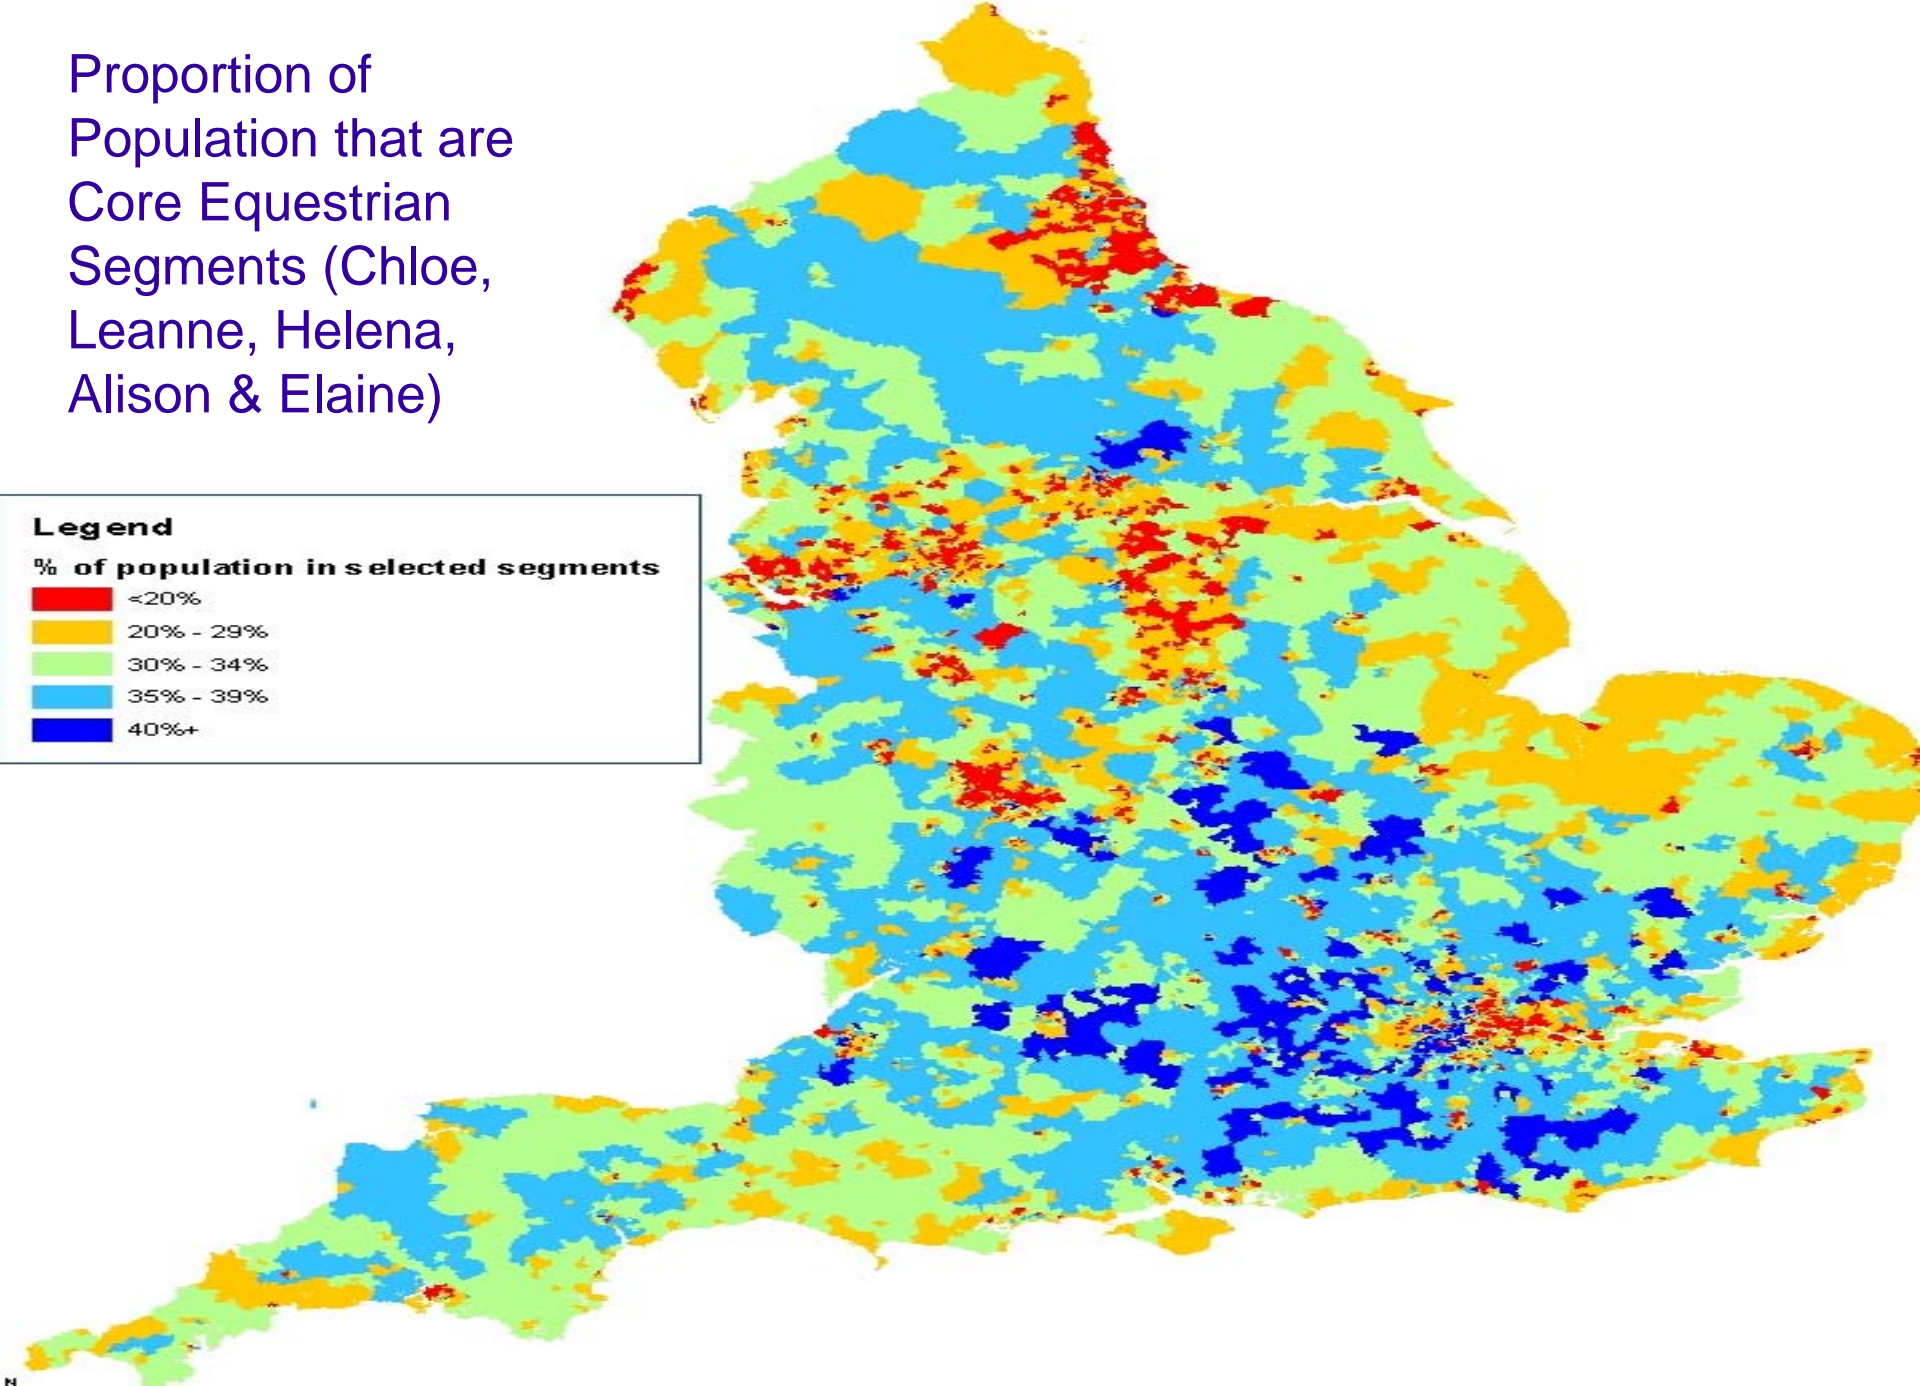 Proportion of
Population that are
Core Equestrian
Segments (Chloe,
Leanne, Helena,
Alison & Elaine)
Legend
% of population in selected segments
<20%
20% - 29%
30% - 34%
35% - 39%
40%+
N